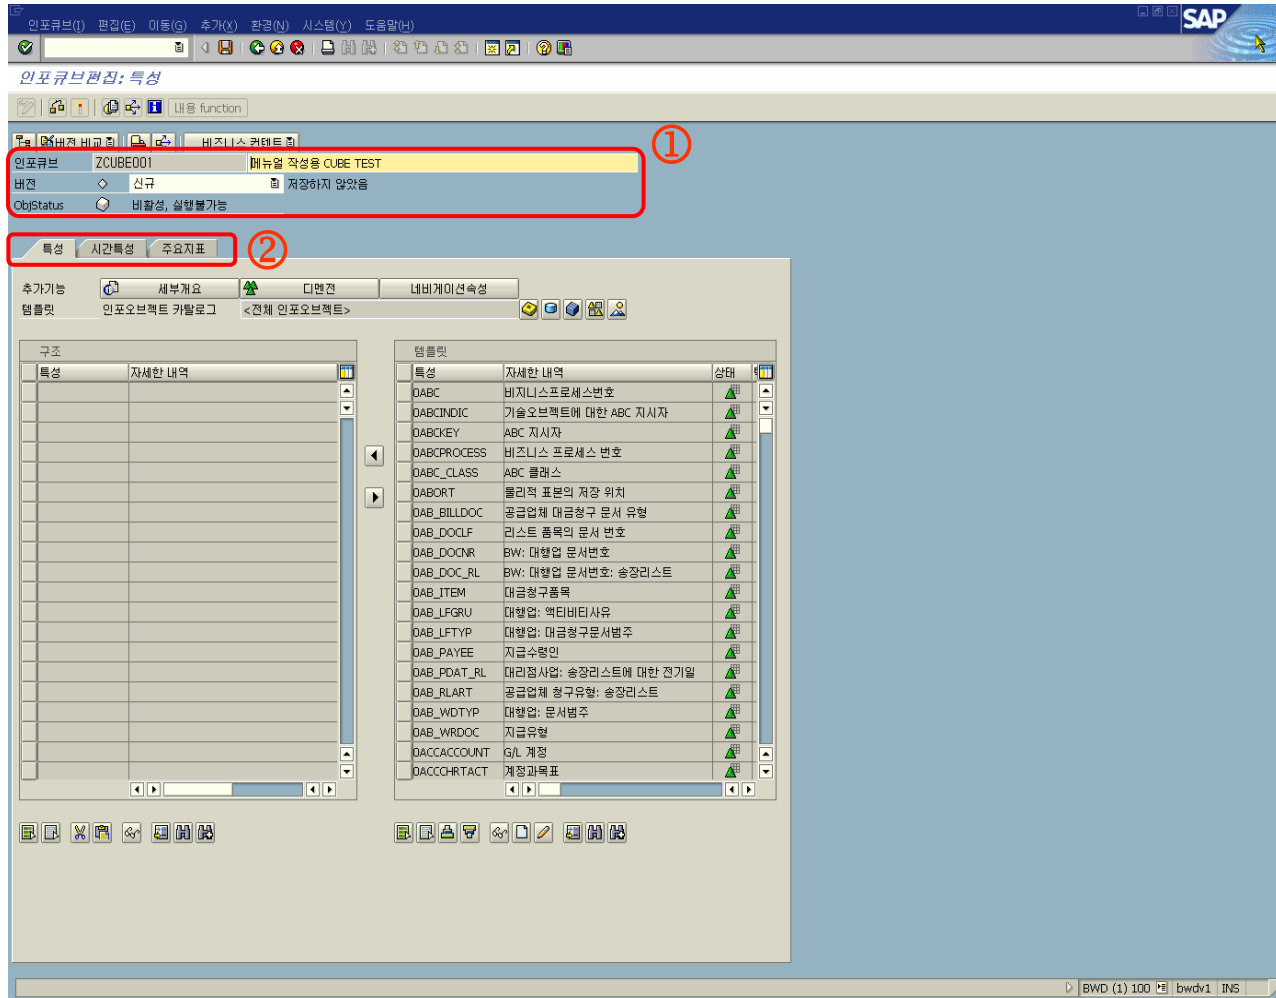 인포큐브(I) 편집(E) 이동(G) 추가(X) 환경(N) 시스템(Y) 도움말(H)
SAP
인포큐브편집: 특성
내용 function
버전 비교 비즈니스 컨텐트
①
인포큐브 ZCUBE001 메뉴얼 작성용 CUBE TEST
버전 신규 저장하지 않았음
ObjStatus 비활성, 실행불가능
특성 시간특성 주요지표
②
추가기능 세부개요 디멘전 네비게이션속성
템플릿 인포오브젝트 카탈로그 <전체 인포오브젝트>
구조 템플릿
특성 자세한 내역 특성 자세한 내역 상태
0ABC 비지니스프로세스번호
0ABCINDIC 기술오브젝트에 대한 ABC 지시자
0ABCKEY ABC 지시자
0ABCPROCESS 비즈니스 프로세스 번호
0ABC_CLASS ABC 클래스
0ABORT 물리적 표본의 저장 위치
0AB_BILLDOC 공급업체 대금청구 문서 유형
0AB_DOCLF 리스트 품목의 문서 번호
0AB_DOCNR BW: 대행업 문서번호
0AB_DOC_RL BW: 대행업 문서번호: 송장리스트
0AB_ITEM 대금청구품목
0AB_LFGRU 대행업: 액티비티사유
0AB_LFTYP 대행업: 대금청구문서범주
0AB_PAYEE 지급수령인
0AB_PDAT_RL 대리점사업: 송장리스트에 대한 전기일
0AB_RLART 공급업체 청구유형: 송장리스트
0AB_WDTYP 대행업: 문서범주
0AB_WRDOC 지급유형
0ACCACCOUNT G/L 계정
0ACCCHRTACT 계정과목표
BWD (1) 100 bwdv1 INS